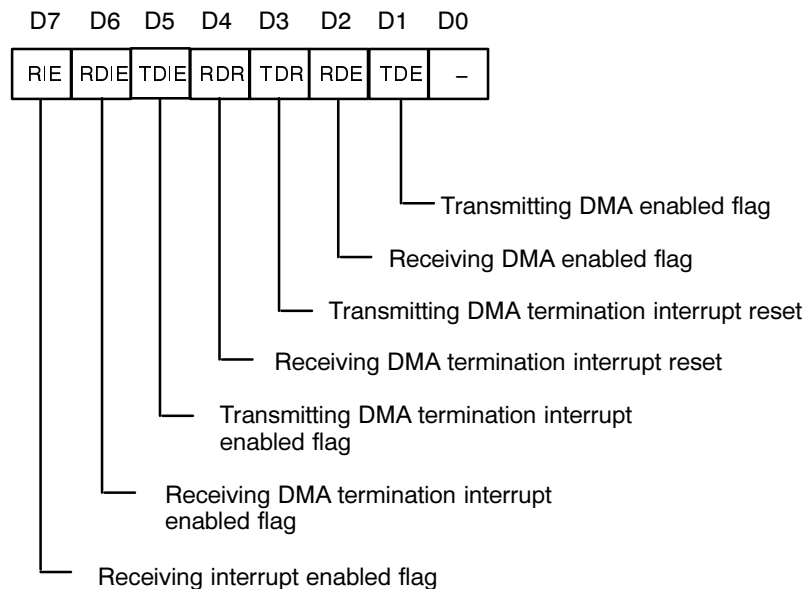 D7 D6 D5 D4 D3 D2 D1 D0
RIE RDIE TDIE RDR TDR RDE TDE –
Transmitting DMA enabled flag
Receiving DMA enabled flag
Transmitting DMA termination interrupt reset
Receiving DMA termination interrupt reset
Transmitting DMA termination interrupt
enabled flag
Receiving DMA termination interrupt
enabled flag
Receiving interrupt enabled flag